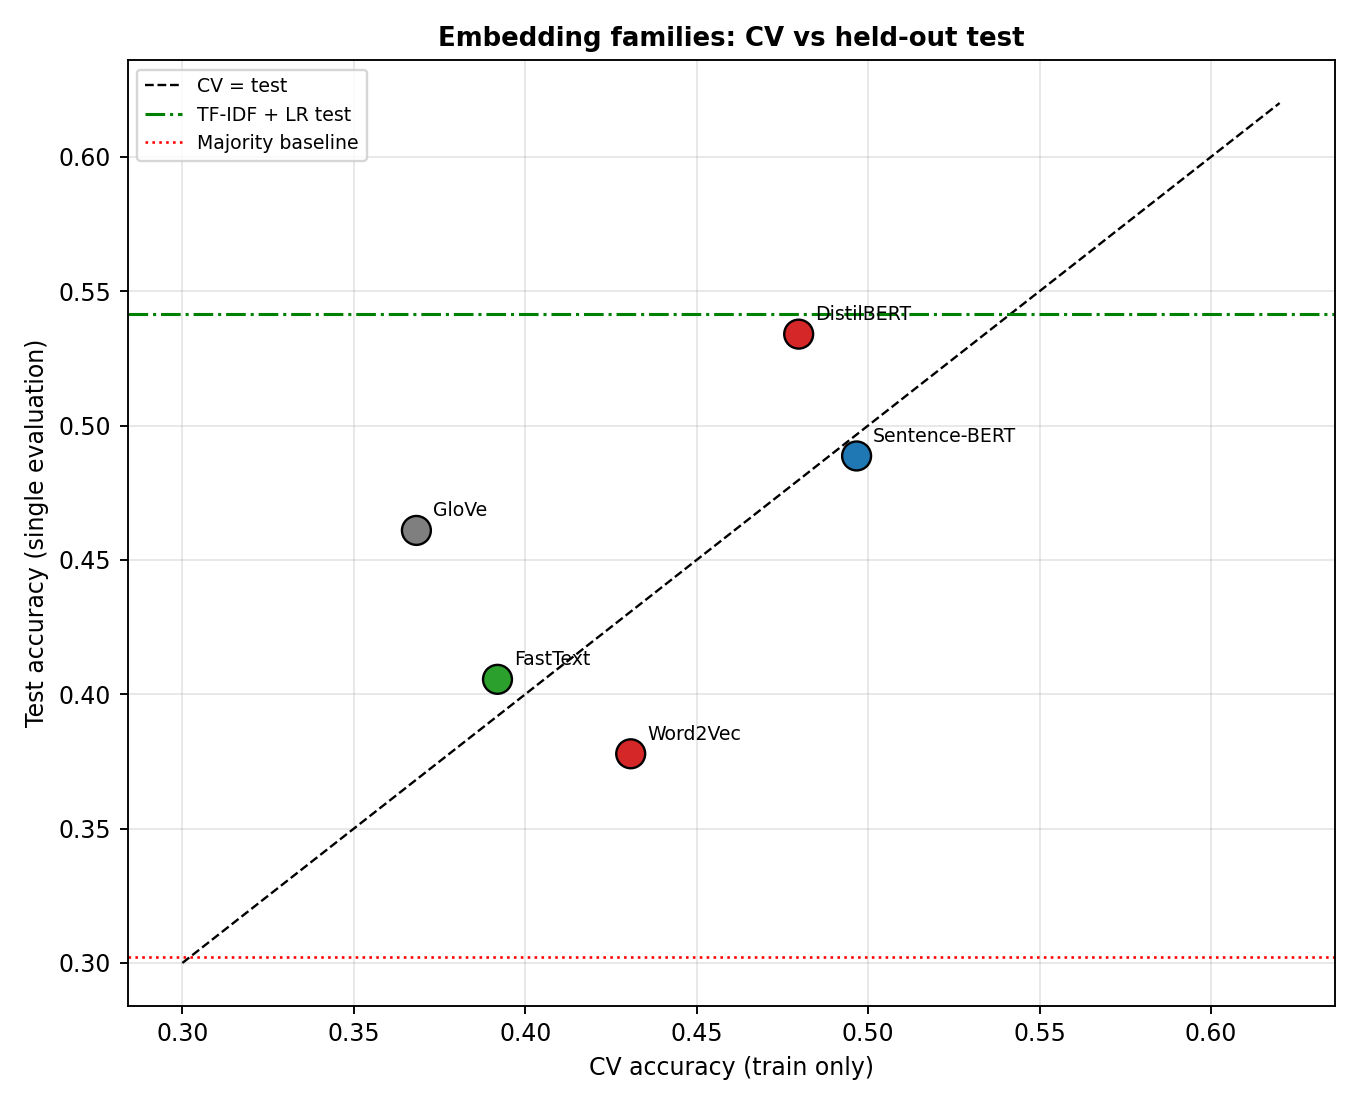 Embedding families: CV vs held-out test
CV = test
TF-IDF + LR test
Majority baseline
0.60
0.55
0.50
0.45
0.40
0.35
0.30
Test accuracy (single evaluation)
DistilBERT
Sentence-BERT
GloVe
FastText
Word2Vec
0.30 0.35 0.40 0.45 0.50 0.55 0.60
CV accuracy (train only)